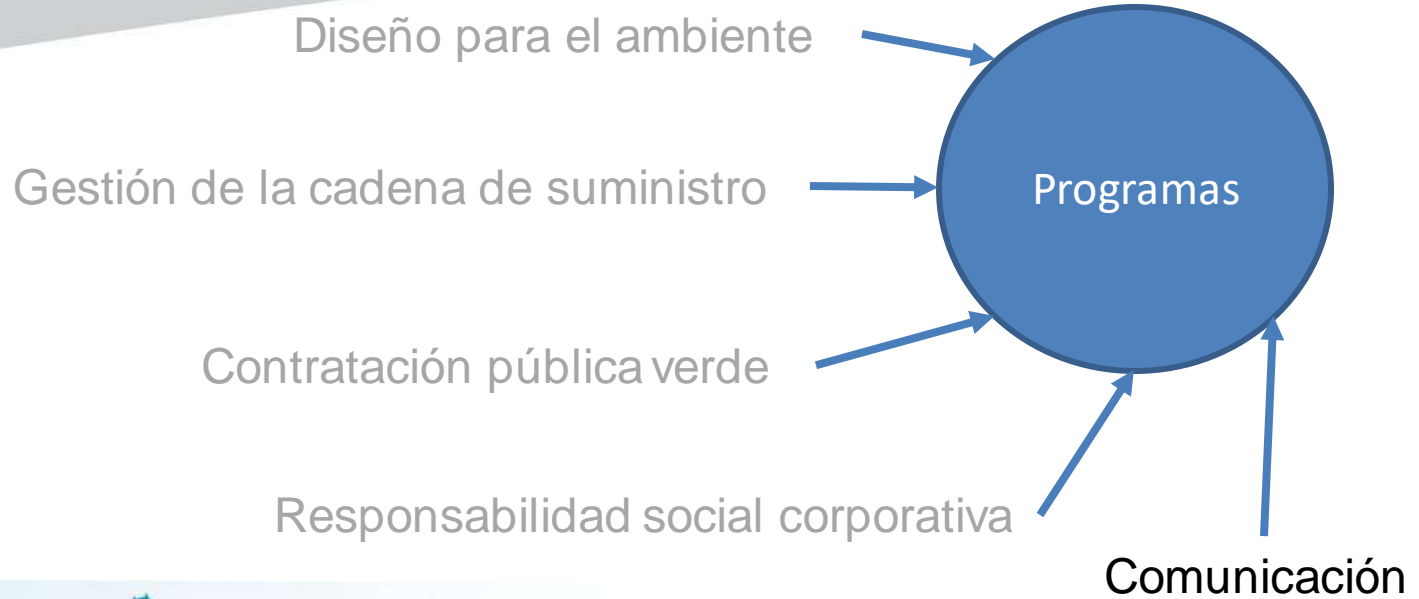 Diseño para el ambiente
Gestión de la cadena de suministro
Programas
Contratación pública verde
Responsabilidad social corporativa
Comunicación